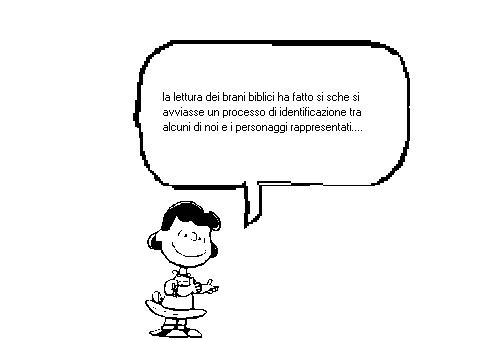 la lettura dei brani biblici ha fatto si sche si
avviasse un processo di identificazione tra
alcuni di noi e i personaggi rappresentati....